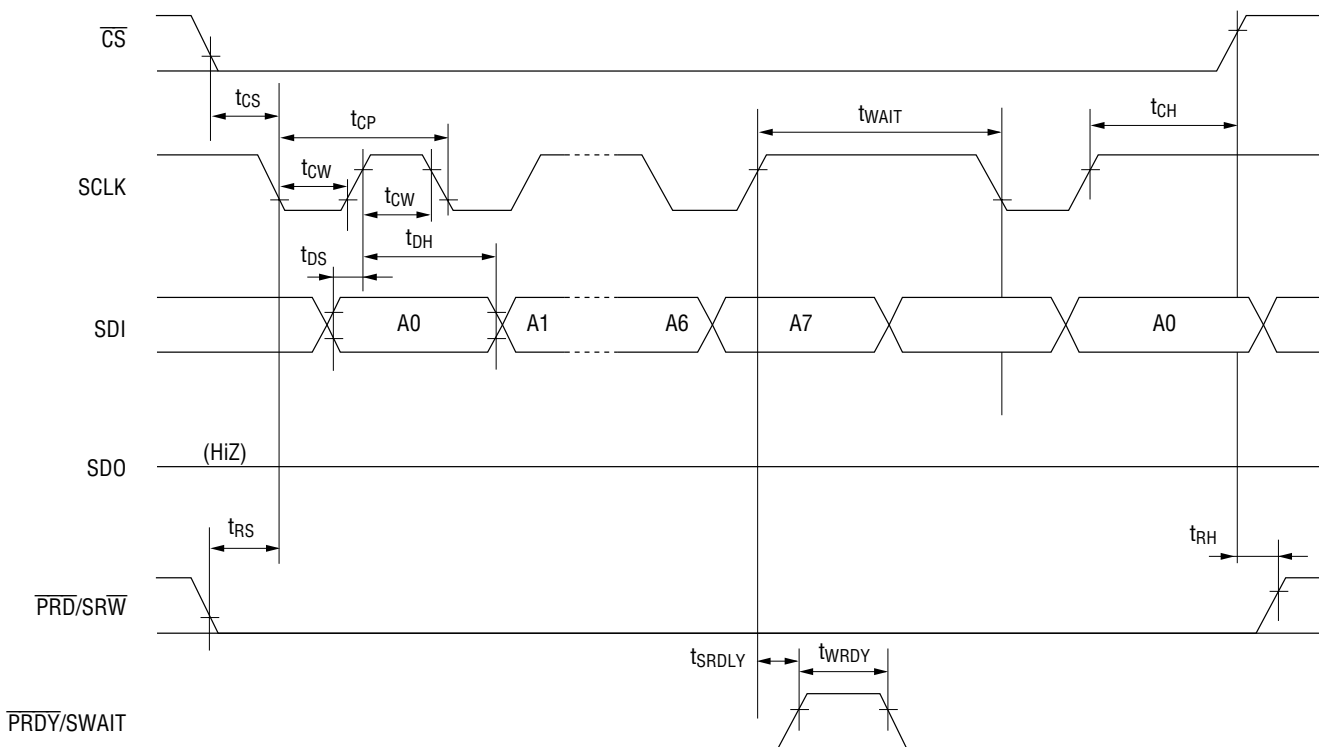 CS
tCS
tCP
tWAIT
tCH
SCLK
tCW
tCW
tDH
tDS
SDI
A0
A1
A6
A7
A0
SDO
(HiZ)
tRS
tRH
PRD/SRW
tSRDLY
tWRDY
PRDY/SWAIT